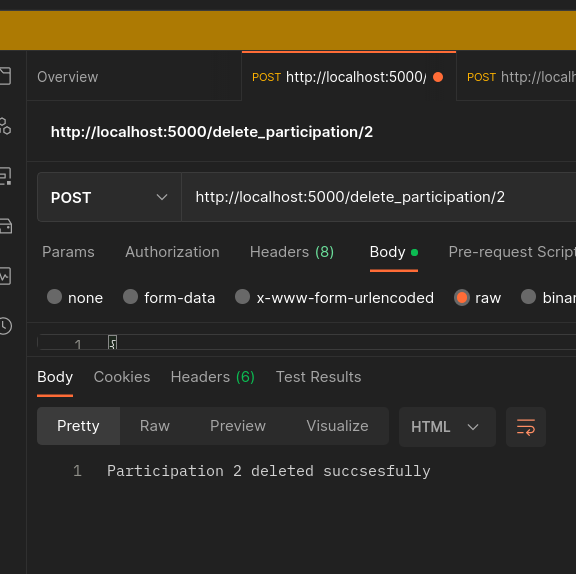 Overview POST http://localhost:5000/ POST http://local
http://localhost:5000/delete_participation/2
POST http://localhost:5000/delete_participation/2
Params Authorization Headers (8) Body Pre-request Script
none form-data x-www-form-urlencoded raw binar
1 {
Body Cookies Headers (6) Test Results
Pretty Raw Preview Visualize HTML
1 Participation 2 deleted succsesfully